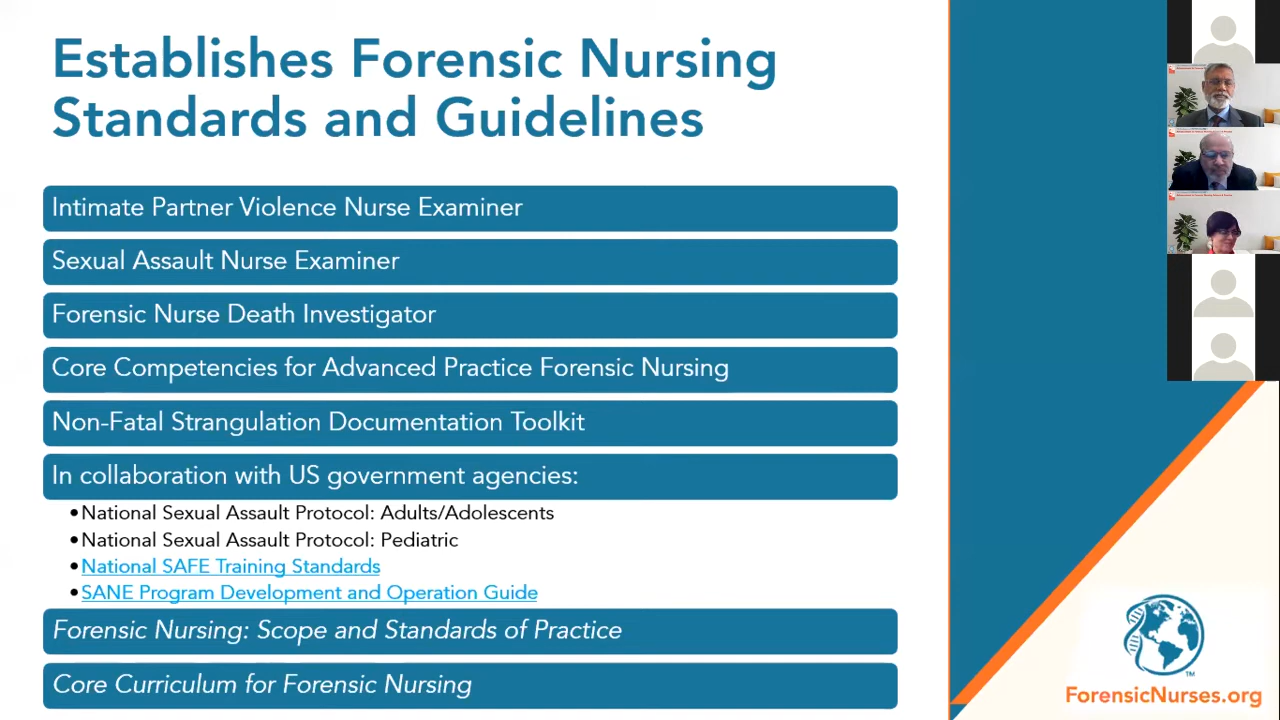 Establishes Forensic Nursing
Standards and Guidelines
Intimate Partner Violence Nurse Examiner
Sexual Assault Nurse Examiner
Forensic Nurse Death Investigator
Core Competencies for Advanced Practice Forensic Nursing
Non-Fatal Strangulation Documentation Toolkit
In collaboration with US government agencies:
•National Sexual Assault Protocol: Adults/Adolescents
•National Sexual Assault Protocol: Pediatric
•National SAFE Training Standards
•SANE Program Development and Operation Guide
Forensic Nursing: Scope and Standards of Practice
Core Curriculum for Forensic Nursing
TM
ForensicNurses.org